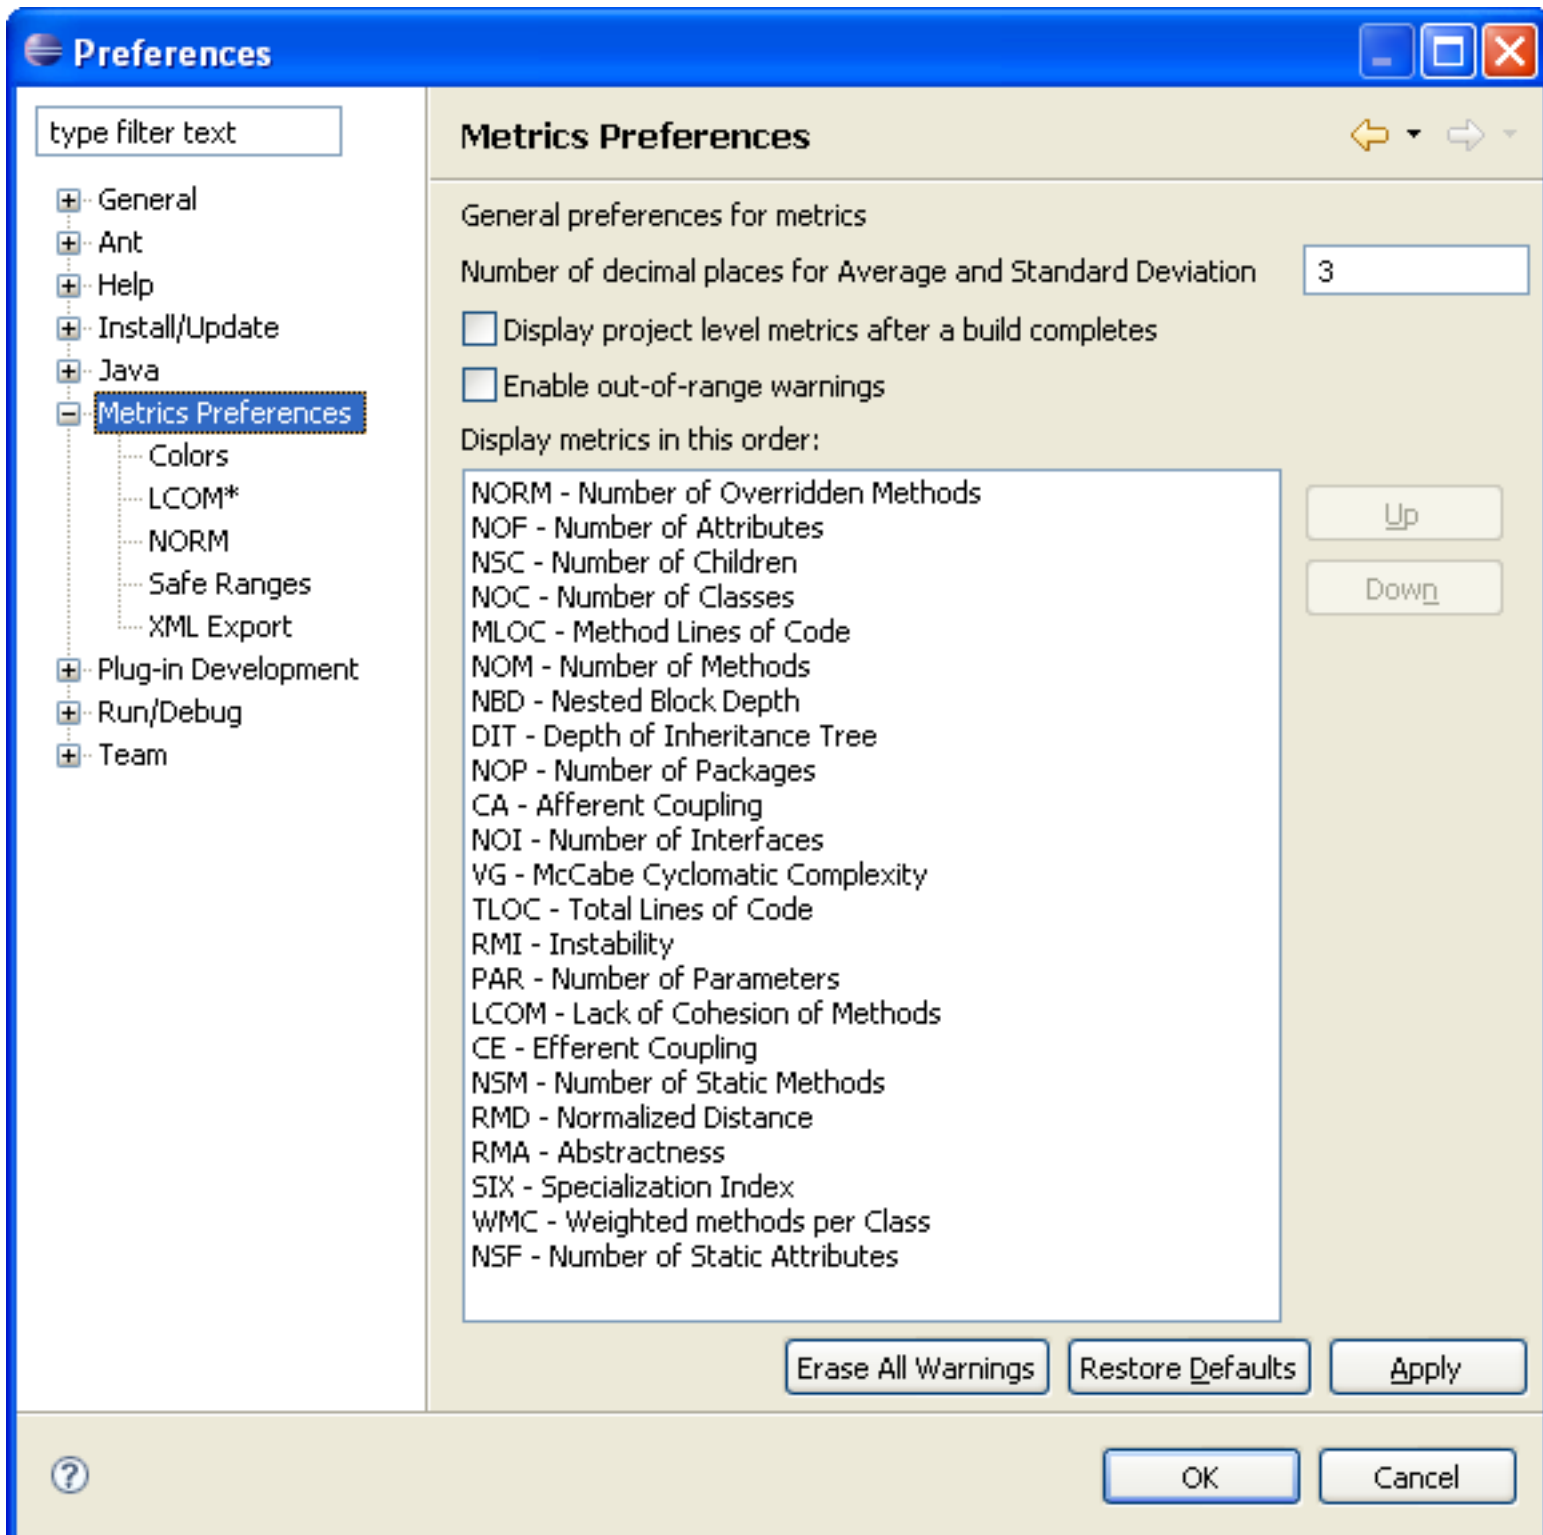 Preferences
type filter text
General
Ant
Help
Install/Update
Java
Metrics Preferences
Colors
LCOM*
NORM
Safe Ranges
XML Export
Plug-in Development
Run/Debug
Team
Metrics Preferences
General preferences for metrics
Number of decimal places for Average and Standard Deviation 3
Display project level metrics after a build completes
Enable out-of-range warnings
Display metrics in this order:
NORM - Number of Overridden Methods
NOF - Number of Attributes
NSC - Number of Children
NOC - Number of Classes
MLOC - Method Lines of Code
NOM - Number of Methods
NBD - Nested Block Depth
DIT - Depth of Inheritance Tree
NOP - Number of Packages
CA - Afferent Coupling
NOI - Number of Interfaces
VG - McCabe Cyclomatic Complexity
TLOC - Total Lines of Code
RMI - Instability
PAR - Number of Parameters
LCOM - Lack of Cohesion of Methods
CE - Efferent Coupling
NSM - Number of Static Methods
RMD - Normalized Distance
RMA - Abstractness
SIX - Specialization Index
WMC - Weighted methods per Class
NSF - Number of Static Attributes
Up
Down
Erase All Warnings Restore Defaults Apply
? OK Cancel